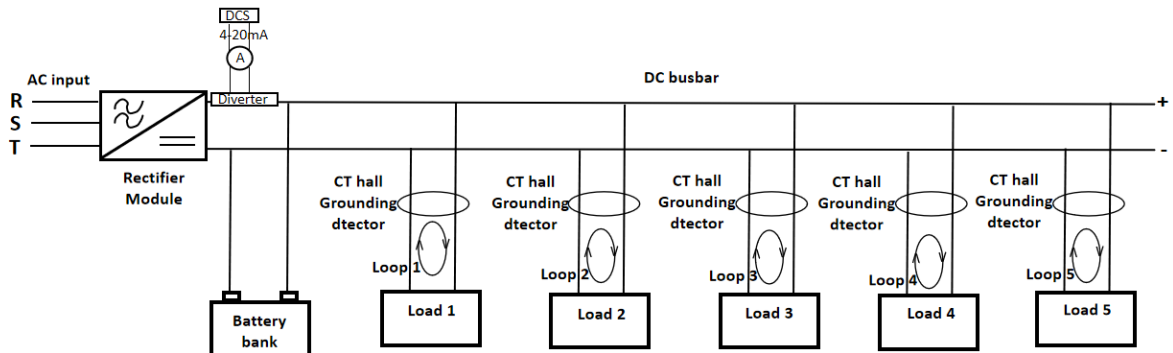 DCS
4-20mA
A
AC input
DC busbar
R
Diverter
+
S
T
-
Rectifier
Module
CT hall
Grounding
dtector
CT hall
Grounding
dtector
CT hall
Grounding
dtector
CT hall
Grounding
dtector
CT hall
Grounding
dtector
Loop 1
Loop 2
Loop 3
Loop 4
Loop 5
Battery
bank
Load 1
Load 2
Load 3
Load 4
Load 5